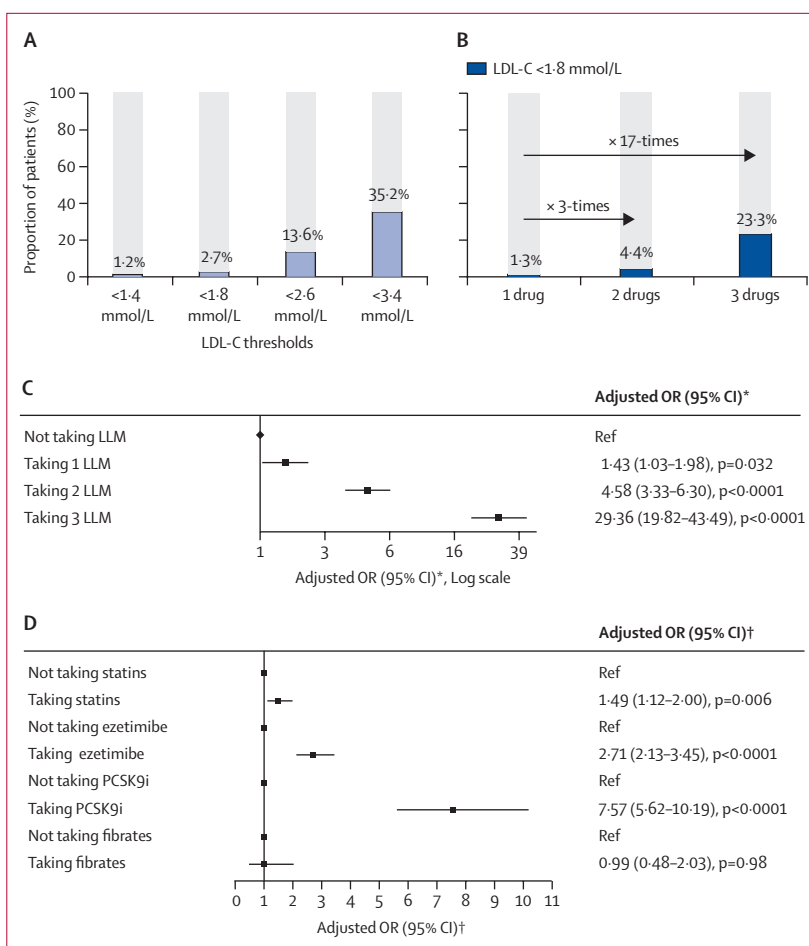 A
Proportion of patients (%)
100
80
60
40
20
0
1·2%
2·7%
13·6%
35·2%
<1·4 mmol/L
<1·8 mmol/L
<2·6 mmol/L
<3·4 mmol/L
LDL-C thresholds
B
LDL-C <1·8 mmol/L
× 17-times
× 3-times
1·3%
4·4%
23·3%
1 drug
2 drugs
3 drugs
C
Adjusted OR (95% CI)*
Not taking LLM Ref
Taking 1 LLM 1·43 (1·03–1·98), p=0·032
Taking 2 LLM 4·58 (3·33–6·30), p<0·0001
Taking 3 LLM 29·36 (19·82–43·49), p<0·0001
1 3 6 16 39
Adjusted OR (95% CI)*, Log scale
D
Adjusted OR (95% CI)†
Not taking statins Ref
Taking statins 1·49 (1·12–2·00), p=0·006
Not taking ezetimibe Ref
Taking ezetimibe 2·71 (2·13–3·45), p<0·0001
Not taking PCSK9i Ref
Taking PCSK9i 7·57 (5·62–10·19), p<0·0001
Not taking fibrates Ref
Taking fibrates 0·99 (0·48–2·03), p=0·98
0 1 2 3 4 5 6 7 8 9 10 11
Adjusted OR (95% CI)†